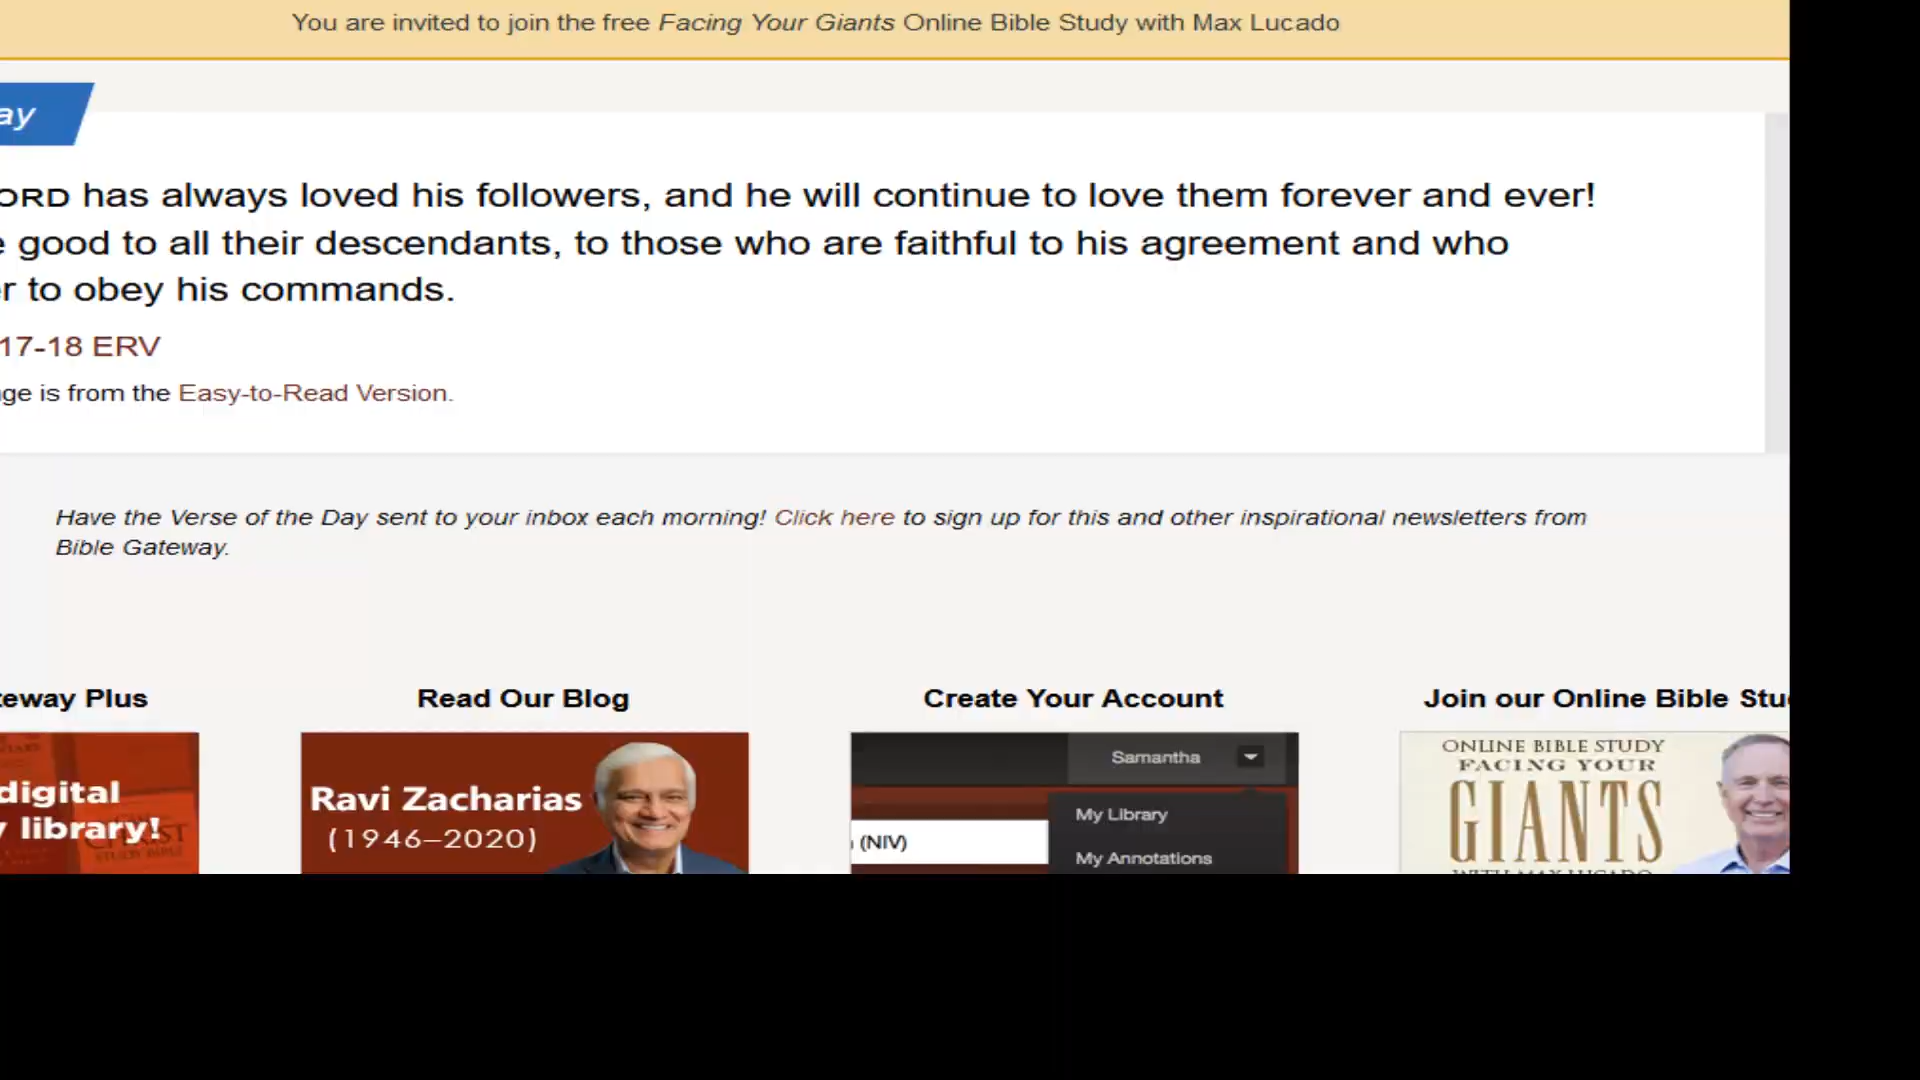 You are invited to join the free Facing Your Giants Online Bible Study with Max Lucado
ay
ORD has always loved his followers, and he will continue to love them forever and ever!
e good to all their descendants, to those who are faithful to his agreement and who
r to obey his commands.
17-18 ERV
ge is from the Easy-to-Read Version.
Have the Verse of the Day sent to your inbox each morning! Click here to sign up for this and other inspirational newsletters from
Bible Gateway.
teway Plus
Read Our Blog
Create Your Account
Join our Online Bible Stu
digital
y library!
Ravi Zacharias
(1946–2020)
Samantha
My Library
(NIV)
My Annotations
ONLINE BIBLE STUDY
FACING YOUR
GIANTS
WITH MAX LUCADO